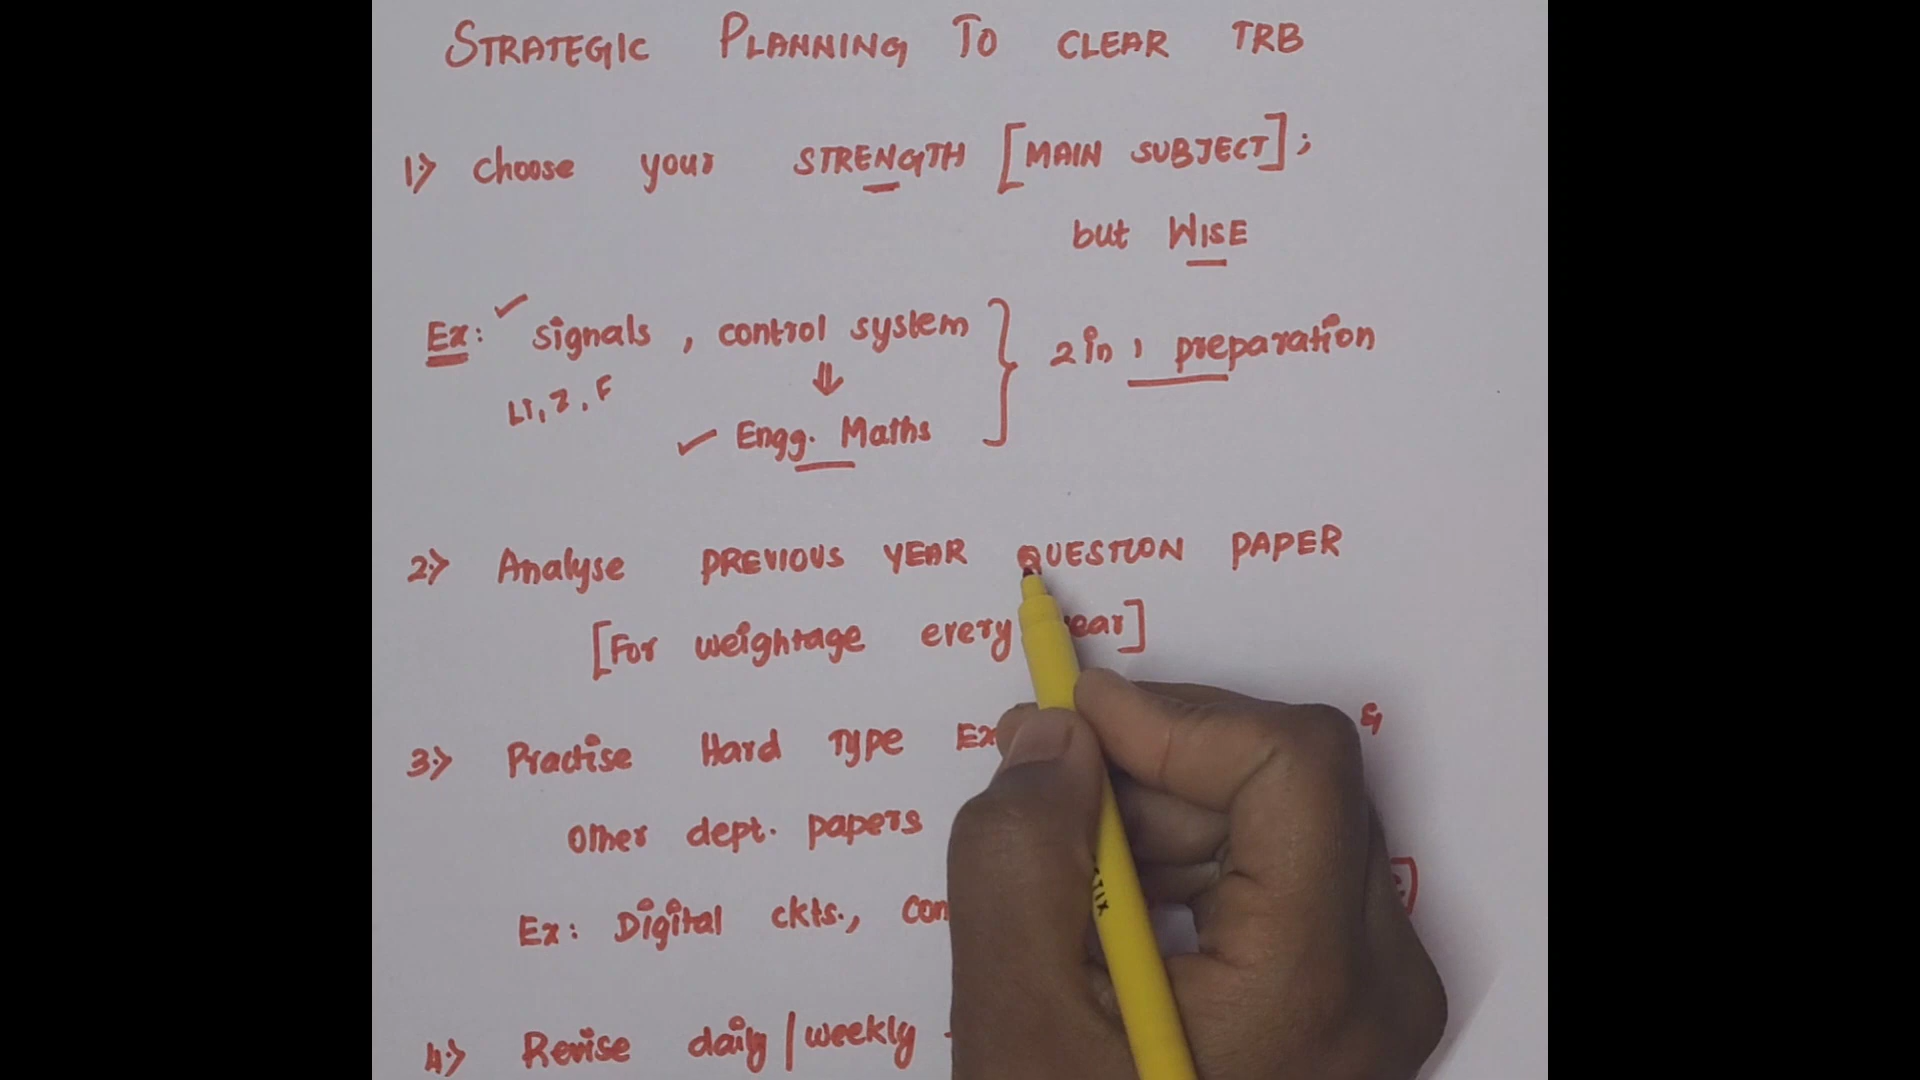 STRATEGIC PLANNING TO CLEAR TRB
1) Choose your STRENGTH [MAIN SUBJECT];
but WISE
Ex: signals, control system
2 in 1 preparation
LT, Z, F
⇓
Engg. Maths
2) Analyse PREVIOUS YEAR QUESTION PAPER
[For weightage every year]
3) Practise Hard Type &
Other dept. papers
Ex: Digital ckts.,
4) Revise daily/weekly